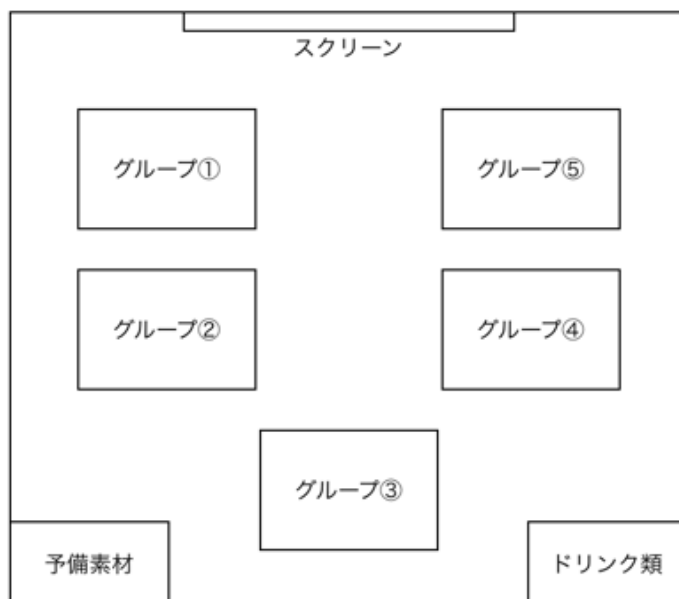 スクリーン
グループ①
グループ⑤
グループ②
グループ④
グループ③
予備素材
ドリンク類